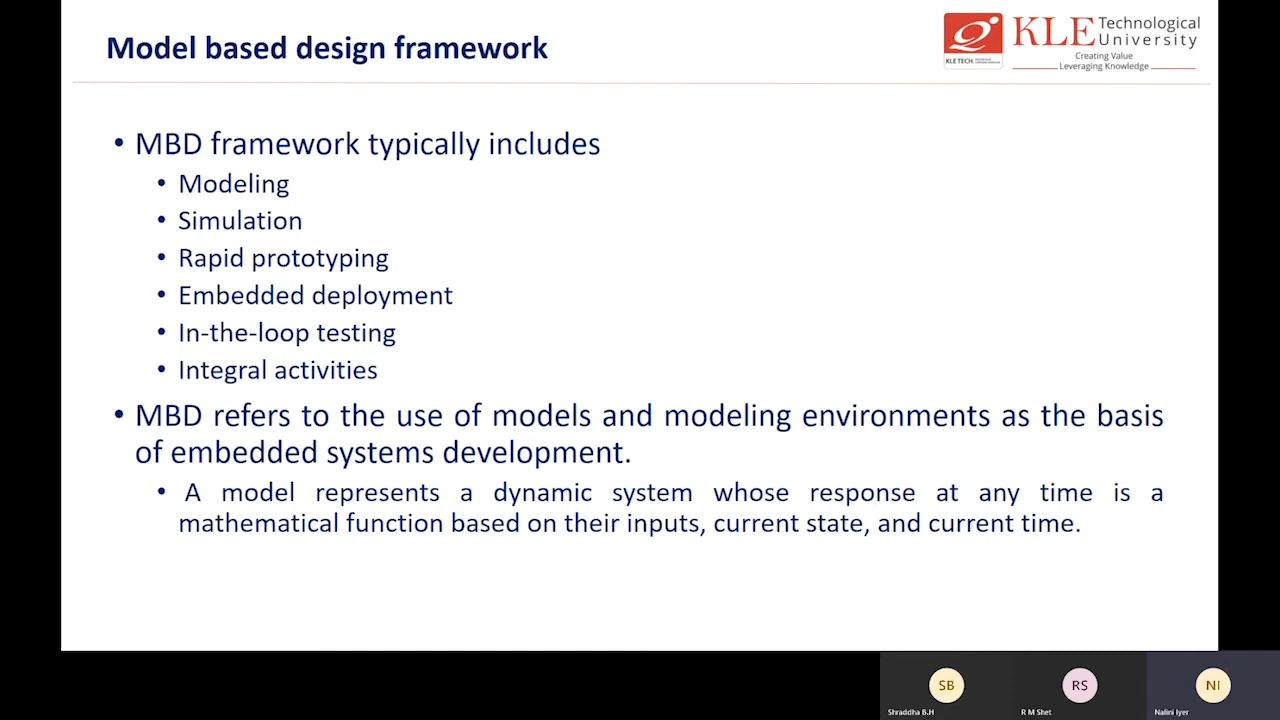 Model based design framework
KLE TECH.
KLE Technological
University
Creating Value
Leveraging Knowledge
• MBD framework typically includes
• Modeling
• Simulation
• Rapid prototyping
• Embedded deployment
• In-the-loop testing
• Integral activities
• MBD refers to the use of models and modeling environments as the basis
of embedded systems development.
• A model represents a dynamic system whose response at any time is a
mathematical function based on their inputs, current state, and current time.
SB
RS
NI
Shraddha B.H
R M Shet
Nalini Iyer